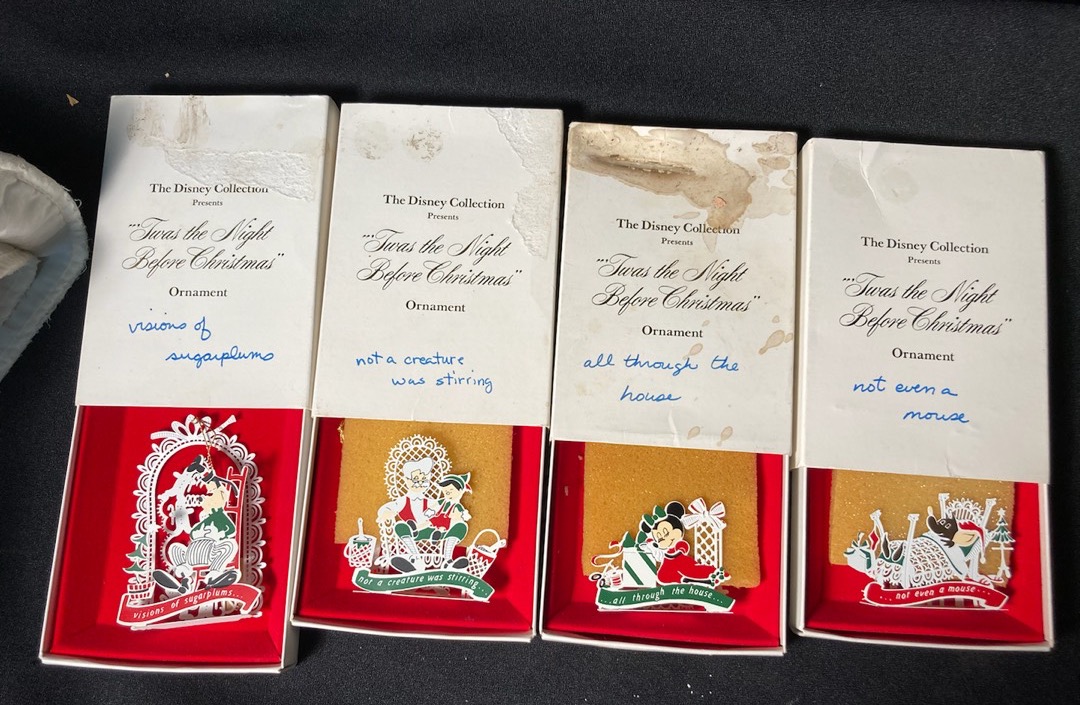 The Disney Collection
Presents
"'Twas the Night
Before Christmas"
Ornament
visions of
sugarplums
visions of sugarplums...
The Disney Collection
Presents
"'Twas the Night
Before Christmas"
Ornament
not a creature
was stirring
not a creature was stirring...
The Disney Collection
Presents
"'Twas the Night
Before Christmas"
Ornament
all through the
house
...all through the house...
The Disney Collection
Presents
"'Twas the Night
Before Christmas"
Ornament
not even a
mouse
...not even a mouse...